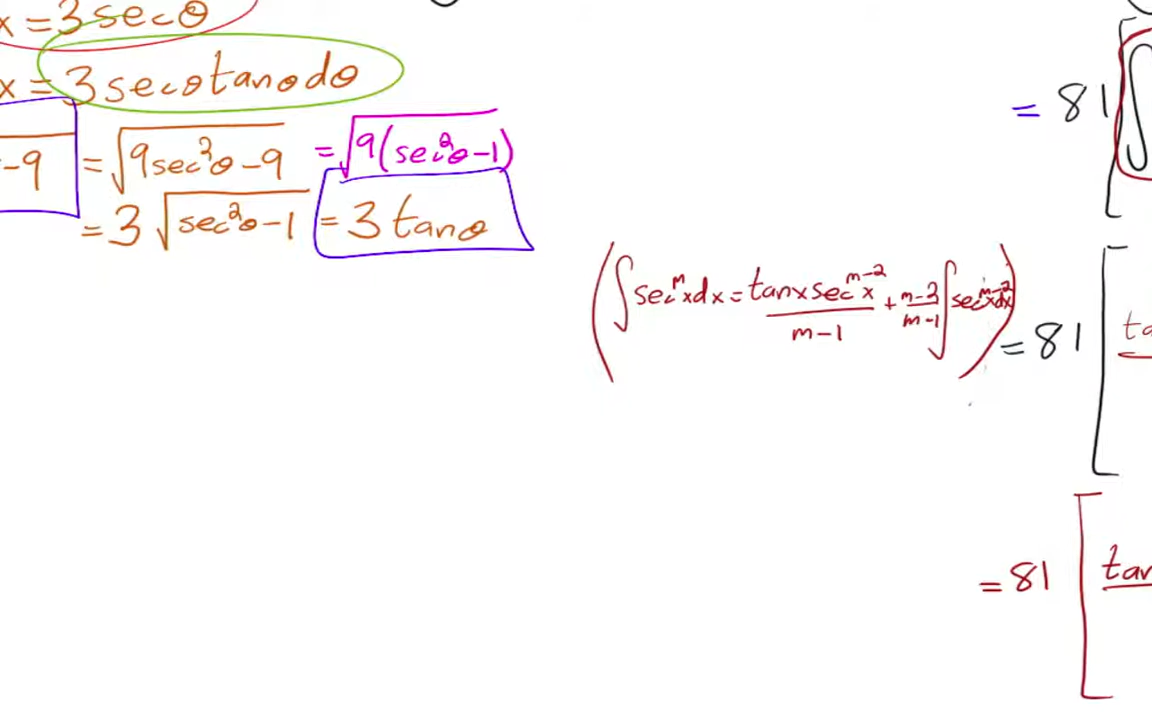 x = 3 secθ
x = 3 secθ tanθ dθ
-9 = √(9sec²θ - 9) = √(9(sec²θ - 1))
= 3 √(sec²θ - 1) = 3 tanθ
= 81 [ ∫
( ∫ secᵐx dx = (tanx secᵐ⁻²x)/(m-1) + (m-2)/(m-1) ∫ secᵐ⁻²x dx )
= 81 [
= 81 [ tan